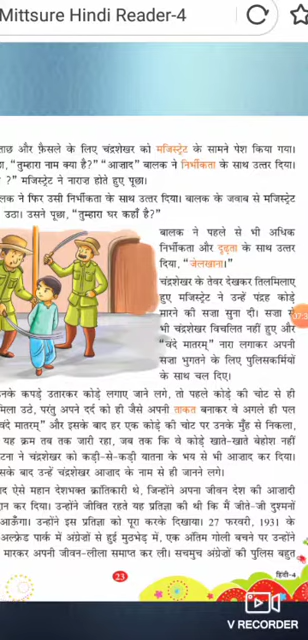 Mittsure Hindi Reader-4
ताछ और फ़ैसले के लिए चंद्रशेखर को मजिस्ट्रेट के सामने पेश किया गया।
"तुम्हारा नाम क्या है?" "आज़ाद" बालक ने निर्भीकता के साथ उत्तर दिया।
?" मजिस्ट्रेट ने नाराज होते हुए पूछा।
लक ने फिर उसी निर्भीकता के साथ उत्तर दिया। बालक के जवाब से मजिस्ट्रेट
उठा। उसने पूछा, "तुम्हारा घर कहाँ है?"
बालक ने पहले से भी अधिक
निर्भीकता और दृढ़ता के साथ उत्तर
दिया, "जेलखाना।"
चंद्रशेखर के तेवर देखकर तिलमिलाए
हुए मजिस्ट्रेट ने उन्हें पंद्रह कोड़े
मारने की सजा सुना दी। सजा से
भी चंद्रशेखर विचलित नहीं हुए और
"वंदे मातरम्" नारा लगाकर अपनी
सज़ा भुगतने के लिए पुलिसकर्मियों
के साथ चल दिए।
नके कपड़े उतारकर कोड़े लगाए जाने लगे, तो पहले कोड़े की चोट से ही
मिला उठे, परंतु अपने दर्द को ही जैसे अपनी ताकत बनाकर वे अगले ही पल
वंदे मातरम्" और इसके बाद हर एक कोड़े की चोट पर उनके मुँह से निकला,
यह क्रम तब तक जारी रहा, जब तक कि वे कोड़े खाते-खाते बेहोश नहीं
टना ने चंद्रशेखर को कड़ी-से-कड़ी यातना के भय से भी आजाद कर दिया।
सके बाद उन्हें चंद्रशेखर आज़ाद के नाम से ही जानने लगे।
द ऐसे महान देशभक्त क्रांतिकारी थे, जिन्होंने अपना जीवन देश की आज़ादी
दान कर दिया। उन्होंने जीवित रहते यह प्रतिज्ञा की थी कि मैं जीते-जी दुश्मनों
आऊँगा। उन्होंने इस प्रतिज्ञा को पूरा करके दिखाया। 27 फरवरी, 1931 के
अल्फ्रेड पार्क में अंग्रेजों से हुई मुठभेड़ में, एक अंतिम गोली बचने पर उन्होंने
मारकर अपनी जीवन-लीला समाप्त कर ली। सचमुच अंग्रेजों की पुलिस बहुत
23
हिन्दी-4
V RECORDER